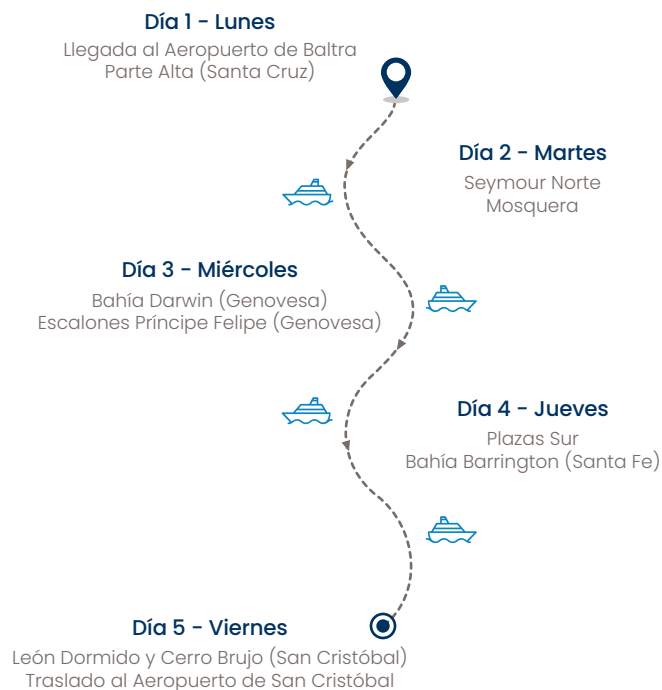 Día 1 - Lunes
Llegada al Aeropuerto de Baltra
Parte Alta (Santa Cruz)
Día 2 - Martes
Seymour Norte
Mosquera
Día 3 - Miércoles
Bahía Darwin (Genovesa)
Escalones Príncipe Felipe (Genovesa)
Día 4 - Jueves
Plazas Sur
Bahía Barrington (Santa Fe)
Día 5 - Viernes
León Dormido y Cerro Brujo (San Cristóbal)
Traslado al Aeropuerto de San Cristóbal